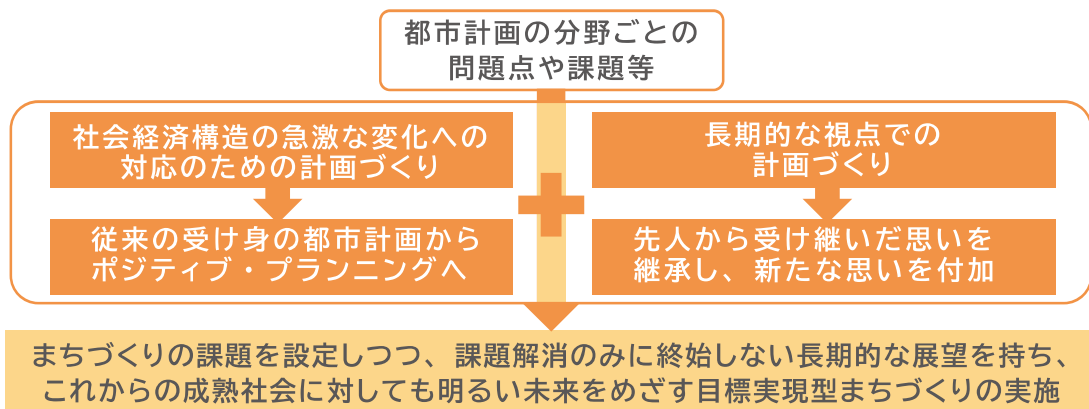 都市計画の分野ごとの
問題点や課題等
社会経済構造の急激な変化への
対応のための計画づくり
従来の受け身の都市計画から
ポジティブ・プランニングへ
長期的な視点での
計画づくり
先人から受け継いだ思いを
継承し、新たな思いを付加
まちづくりの課題を設定しつつ、課題解消のみに終始しない長期的な展望を持ち、
これからの成熟社会に対しても明るい未来をめざす目標実現型まちづくりの実施